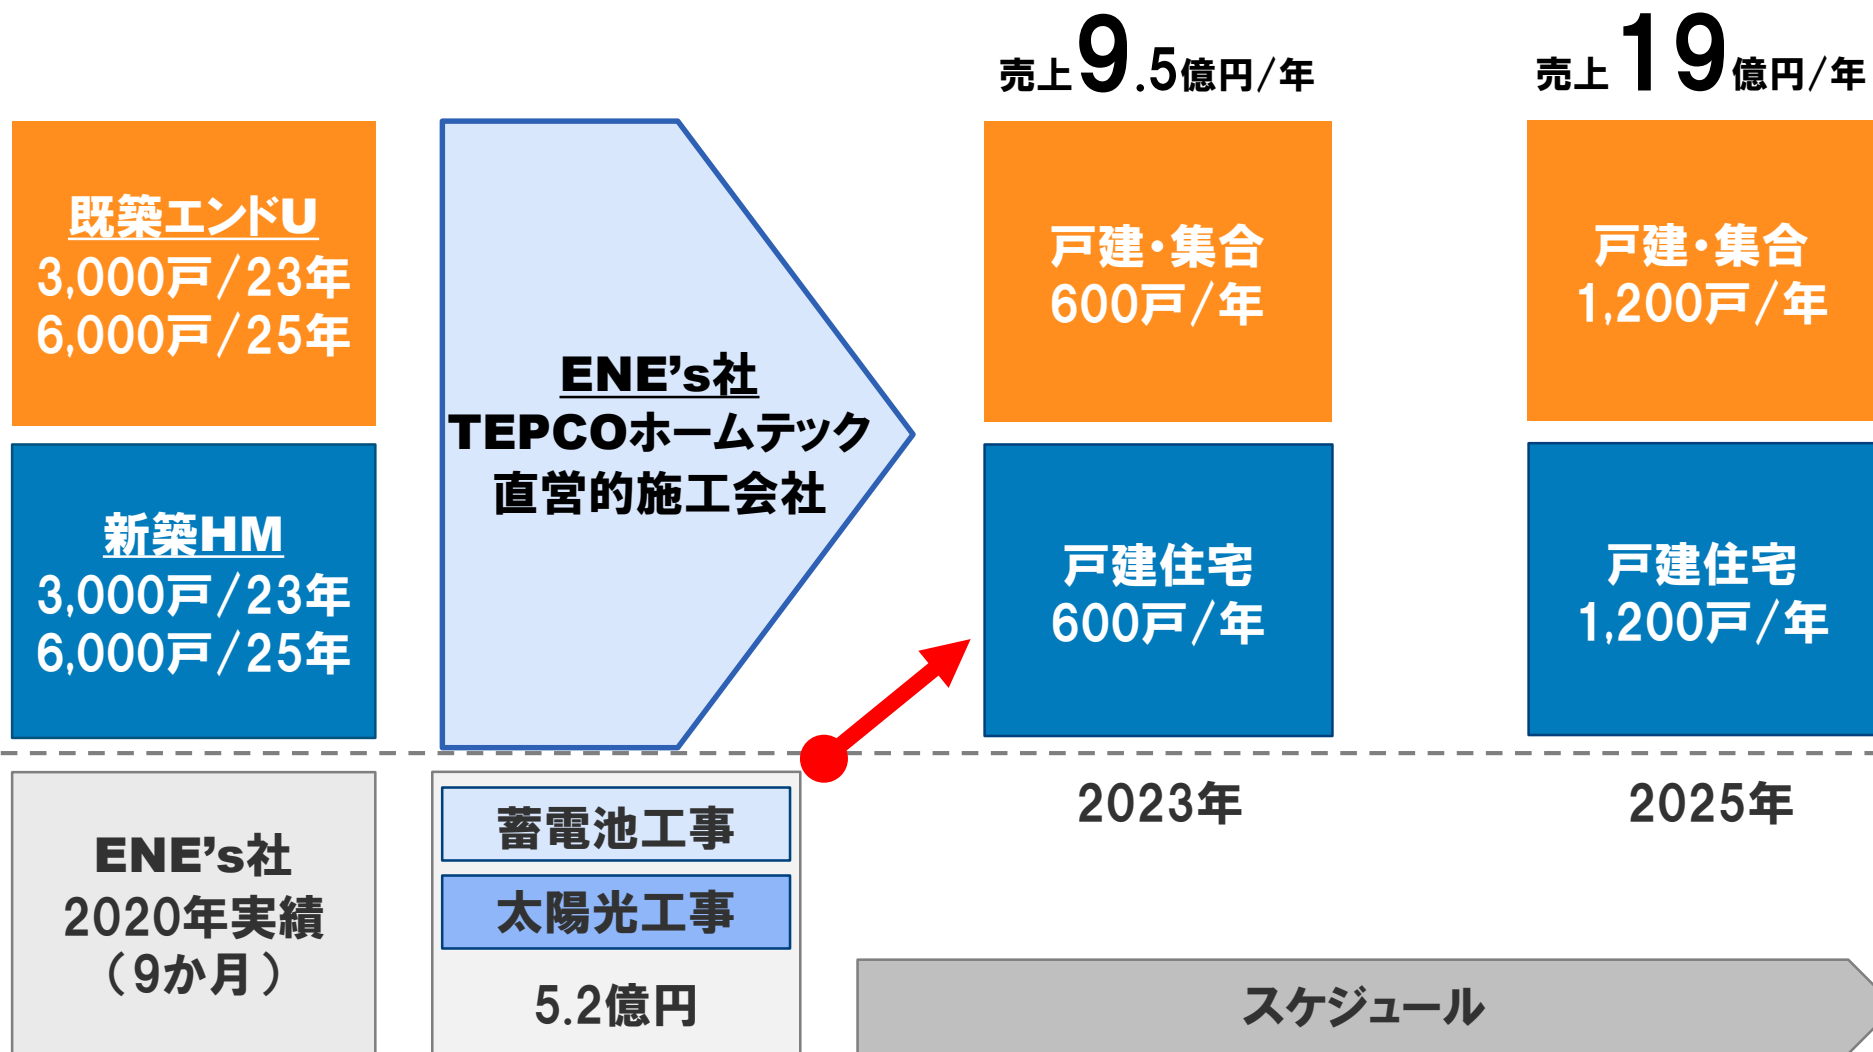 売上9.5億円/年
売上19億円/年
既築エンドU
3,000戸/23年
6,000戸/25年
新築HM
3,000戸/23年
6,000戸/25年
ENE’s社
TEPCOホームテック
直営的施工会社
戸建・集合
600戸/年
戸建・集合
1,200戸/年
戸建住宅
600戸/年
戸建住宅
1,200戸/年
2023年
2025年
ENE’s社
2020年実績
（9か月）
蓄電池工事
太陽光工事
5.2億円
スケジュール